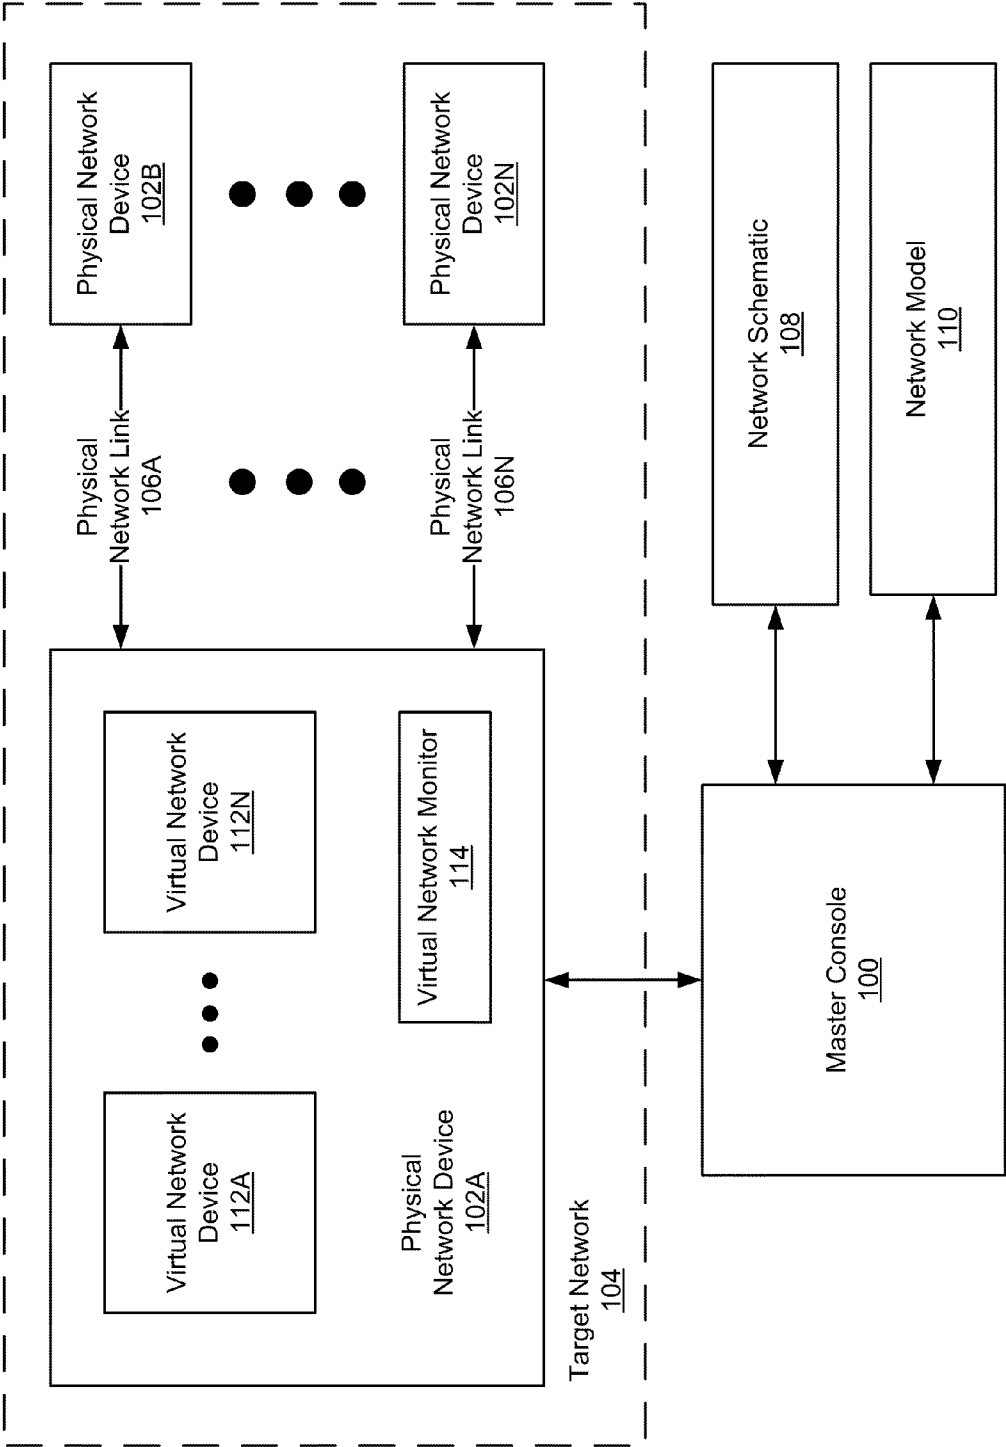 Virtual Network
Device
112A
Virtual Network
Device
112N
Physical
Network Device
102A
Virtual Network Monitor
114
Physical
Network Link
106A
Physical Network
Device
102B
Physical
Network Link
106N
Physical Network
Device
102N
Target Network
104
Master Console
100
Network Schematic
108
Network Model
110